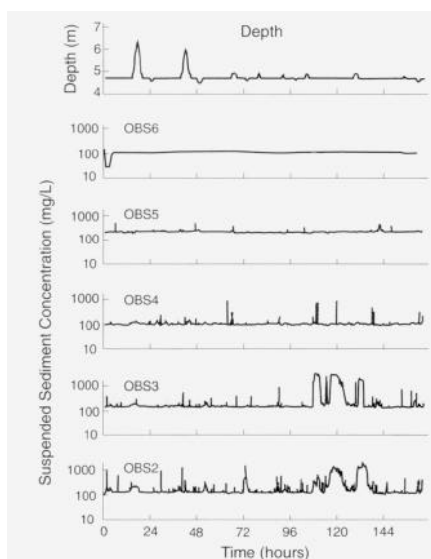 Depth
7
6
5
4
Depth (m)
OBS6
1000
100
10
OBS5
1000
100
10
OBS4
1000
100
10
OBS3
1000
100
10
OBS2
1000
100
10
Suspended Sediment Concentration (mg/L)
0 24 48 72 96 120 144
Time (hours)